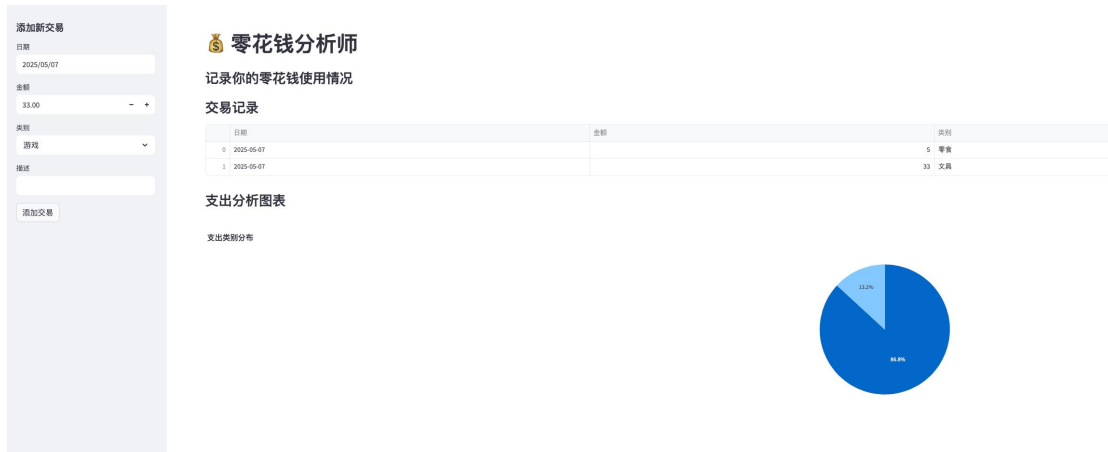 添加新交易
日期
2025/05/07
金额
33.00
类别
游戏
描述
添加交易
💰 零花钱分析师
记录你的零花钱使用情况
交易记录
日期 金额 类别
0 2025-05-07 5 零食
1 2025-05-07 33 文具
支出分析图表
支出类别分布
13.2%
86.8%